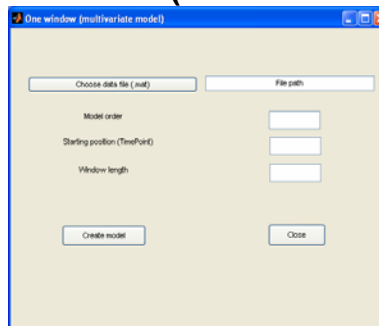 One window (multivariate model)
Choose data file (.mat) File path
Model order
Starting position (TimePoint)
Window length
Create model Close